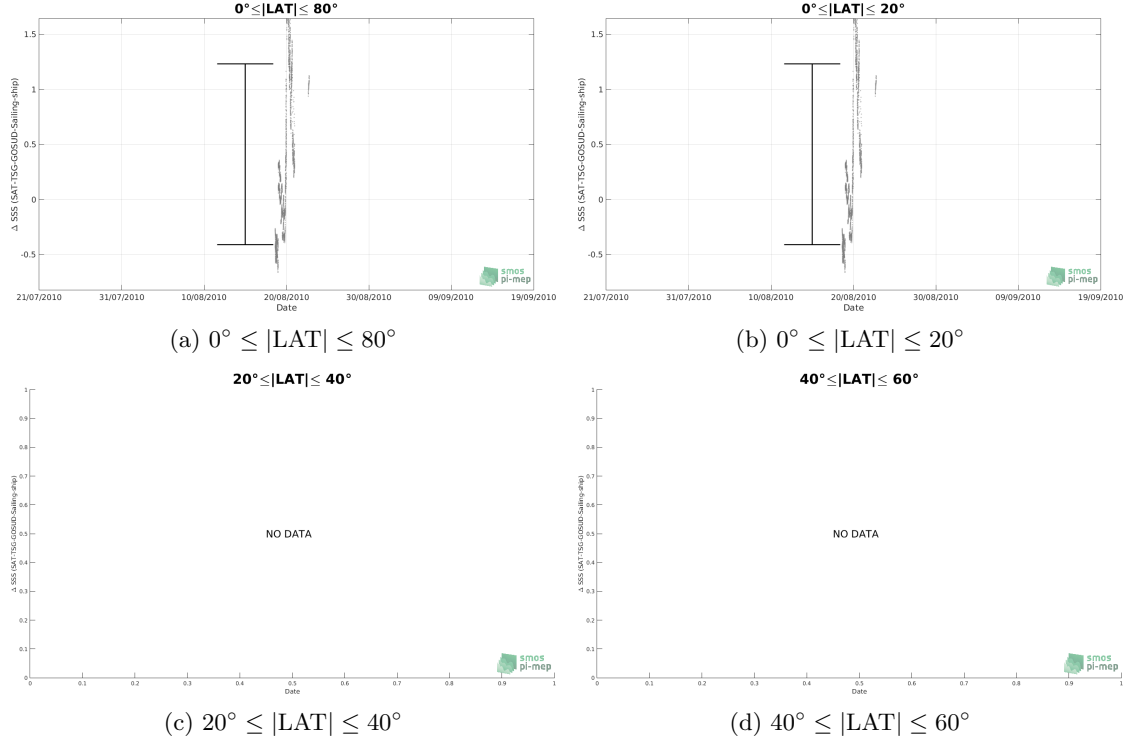 0°≤|LAT|≤ 80°
1.5
1
0.5
0
-0.5
Δ SSS (SAT-TSG-GOSUD-Sailing-ship)
21/07/2010 31/07/2010 10/08/2010 20/08/2010 30/08/2010 09/09/2010 19/09/2010
Date
smos
pi-mep
(a) 0° ≤ |LAT| ≤ 80°
0°≤|LAT|≤ 20°
1.5
1
0.5
0
-0.5
Δ SSS (SAT-TSG-GOSUD-Sailing-ship)
21/07/2010 31/07/2010 10/08/2010 20/08/2010 30/08/2010 09/09/2010 19/09/2010
Date
smos
pi-mep
(b) 0° ≤ |LAT| ≤ 20°
20°≤|LAT|≤ 40°
1
0.9
0.8
0.7
0.6
0.5
0.4
0.3
0.2
0.1
0
Δ SSS (SAT-TSG-GOSUD-Sailing-ship)
NO DATA
0 0.1 0.2 0.3 0.4 0.5 0.6 0.7 0.8 0.9 1
Date
smos
pi-mep
(c) 20° ≤ |LAT| ≤ 40°
40°≤|LAT|≤ 60°
1
0.9
0.8
0.7
0.6
0.5
0.4
0.3
0.2
0.1
0
Δ SSS (SAT-TSG-GOSUD-Sailing-ship)
NO DATA
0 0.1 0.2 0.3 0.4 0.5 0.6 0.7 0.8 0.9 1
Date
smos
pi-mep
(d) 40° ≤ |LAT| ≤ 60°